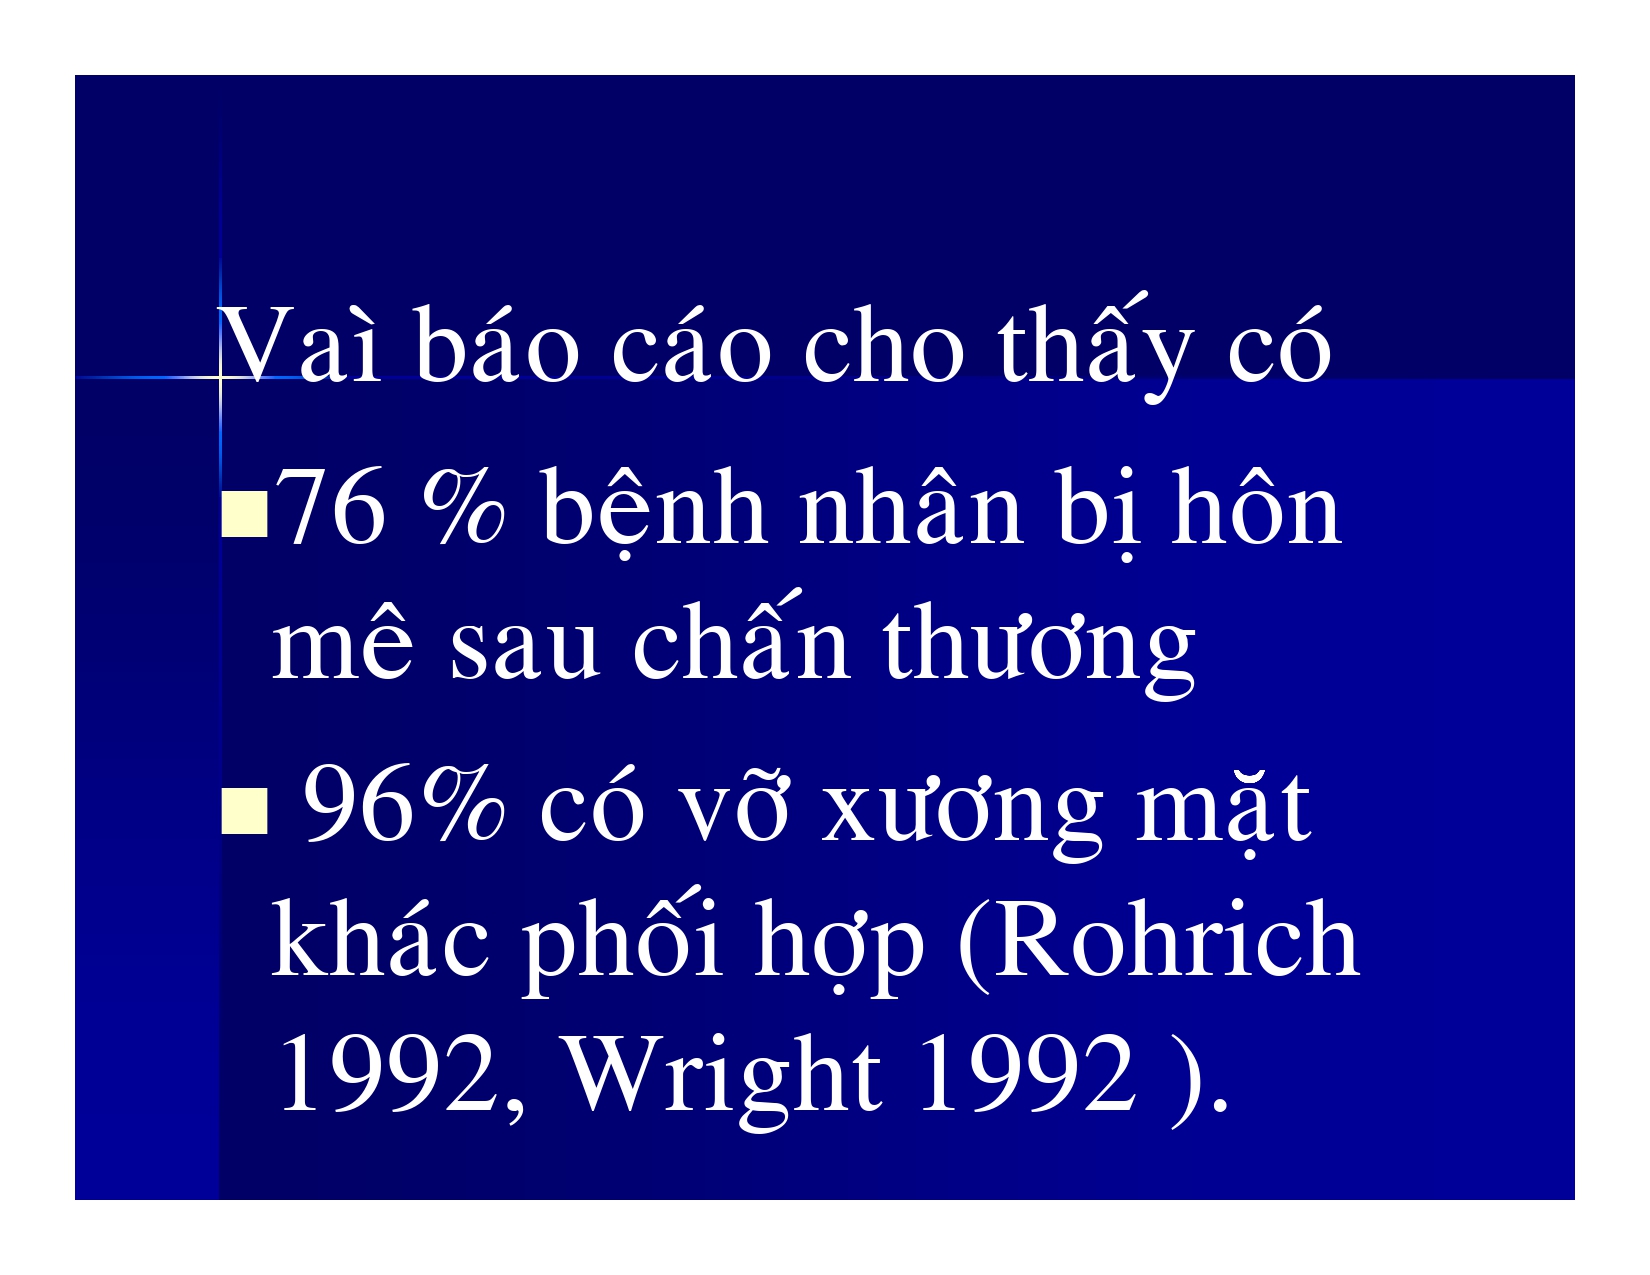 Vaì báo cáo cho thấy có
76 % bệnh nhân bị hôn
mê sau chấn thương
96% có vỡ xương mặt
khác phối hợp (Rohrich
1992, Wright 1992 ).